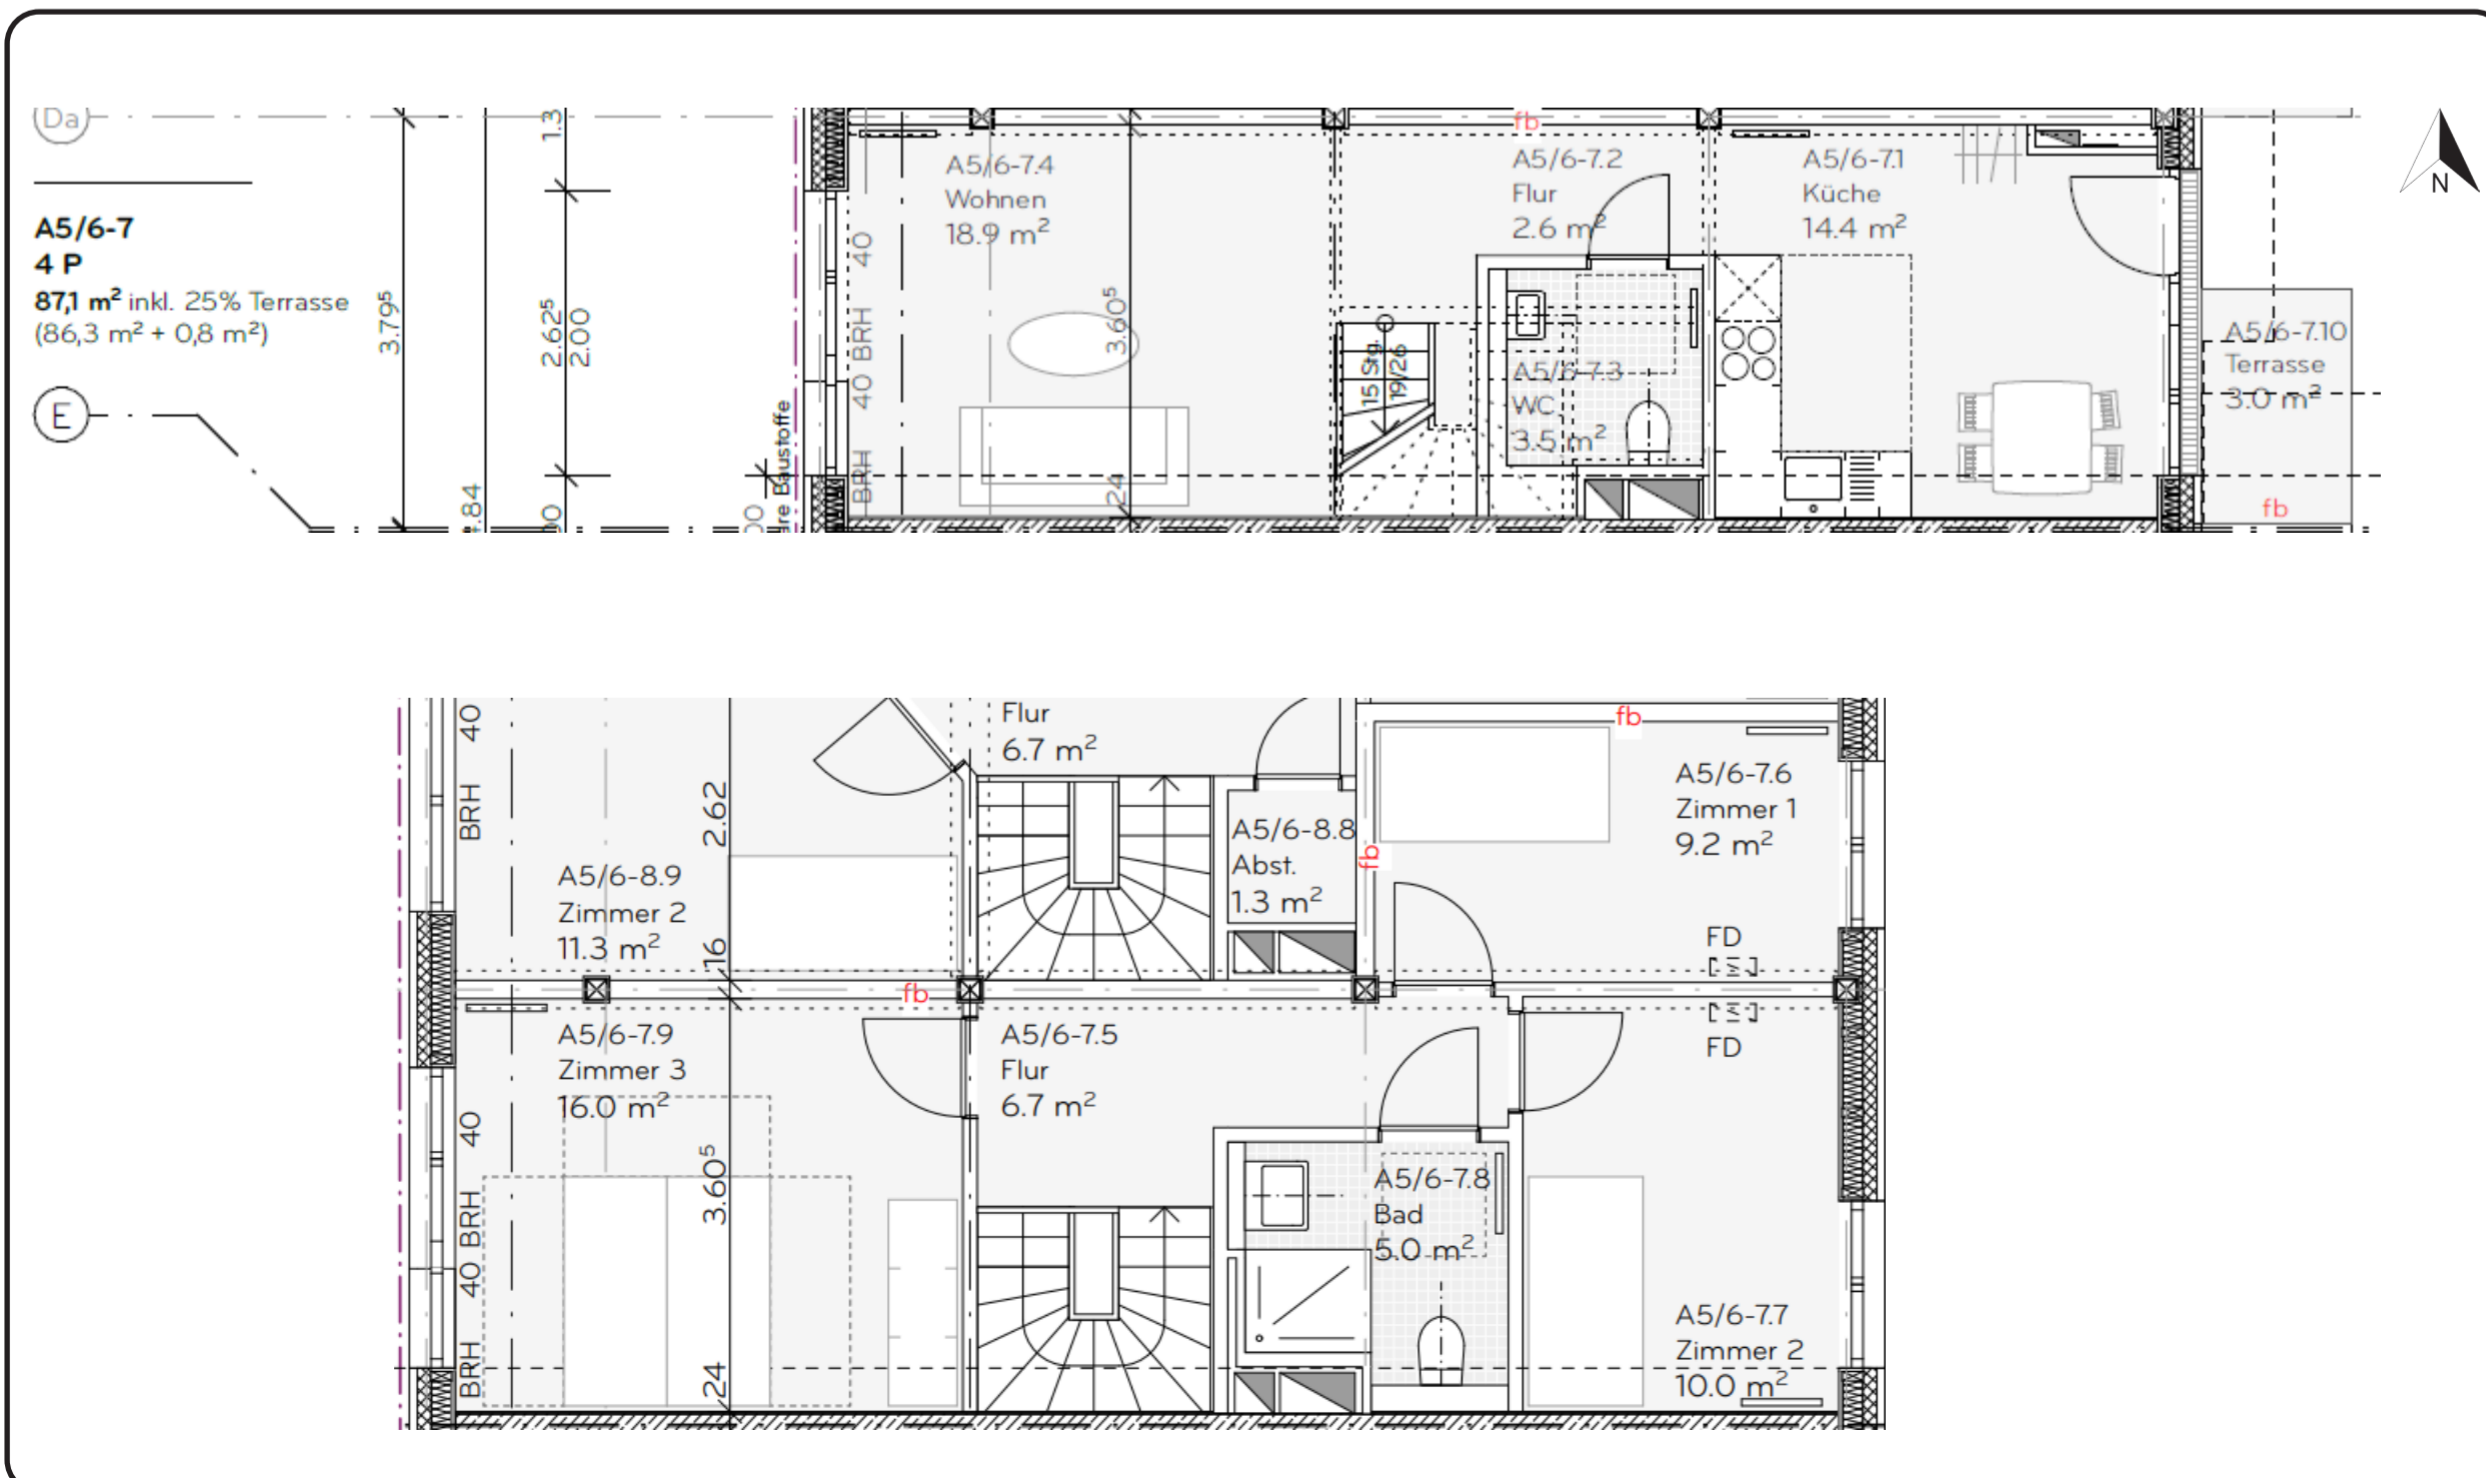 Da
A5/6-7
4 P
87,1 m² inkl. 25% Terrasse
(86,3 m² + 0,8 m²)
E
3.79⁵
1.3
2.62⁵
2.00
.84
00
00
re Baustoffe
40
40 BRH
BRH
A5/6-7.4
Wohnen
18.9 m²
3.60⁵
24
fb
A5/6-7.2
Flur
2.6 m²
15 Stg.
19/26
A5/6-7.3
WC
3.5 m²
A5/6-7.1
Küche
14.4 m²
A5/6-7.10
Terrasse
3.0 m²
fb
N
40
BRH
2.62
16
A5/6-8.9
Zimmer 2
11.3 m²
Flur
6.7 m²
A5/6-8.8
Abst.
1.3 m²
fb
fb
A5/6-7.6
Zimmer 1
9.2 m²
FD
FD
fb
A5/6-7.9
Zimmer 3
16.0 m²
40
40 BRH
BRH
3.60⁵
24
A5/6-7.5
Flur
6.7 m²
A5/6-7.8
Bad
5.0 m²
A5/6-7.7
Zimmer 2
10.0 m²